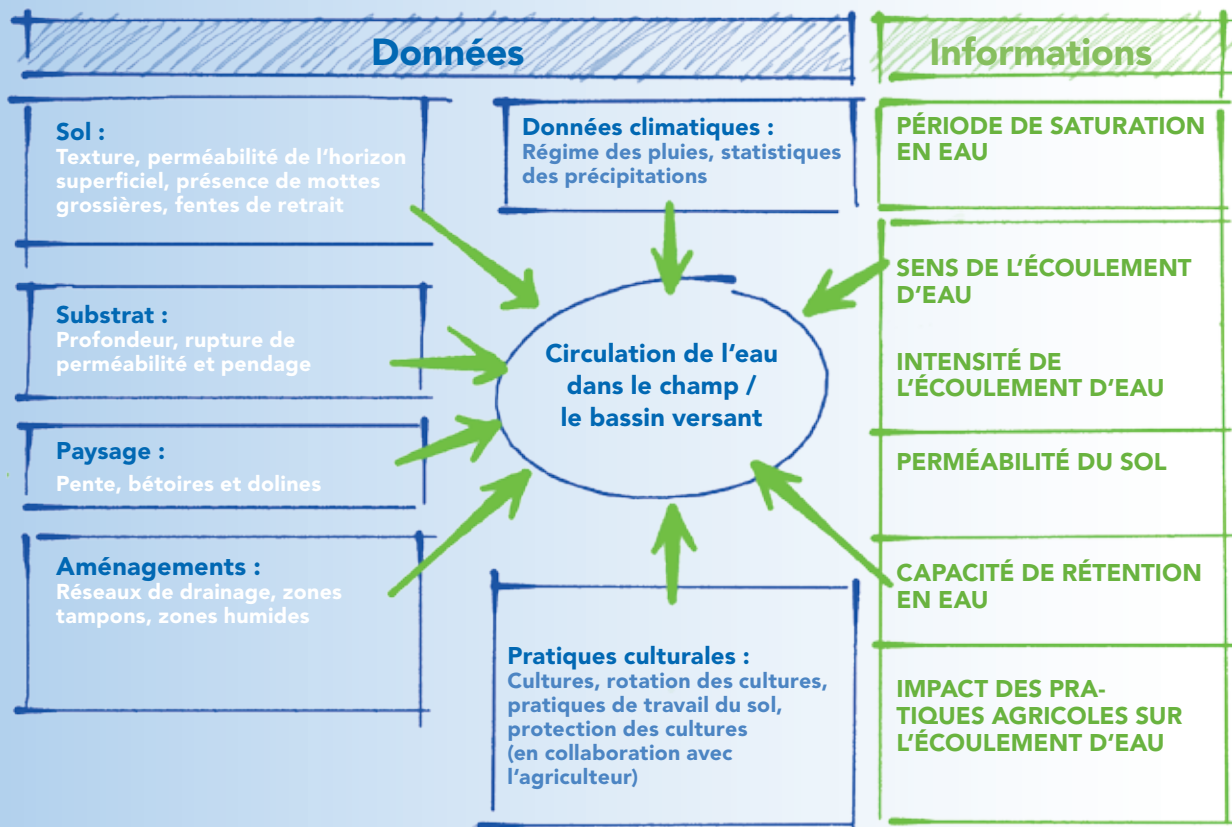 Données
Informations
Sol :
Texture, perméabilité de l'horizon
superficiel, présence de mottes
grossières, fentes de retrait
Substrat :
Profondeur, rupture de
perméabilité et pendage
Paysage :
Pente, bétoires et dolines
Aménagements :
Réseaux de drainage, zones
tampons, zones humides
Données climatiques :
Régime des pluies, statistiques
des précipitations
Circulation de l'eau
dans le champ /
le bassin versant
Pratiques culturales :
Cultures, rotation des cultures,
pratiques de travail du sol,
protection des cultures
(en collaboration avec
l'agriculteur)
PÉRIODE DE SATURATION
EN EAU
SENS DE L'ÉCOULEMENT
D'EAU
INTENSITÉ DE
L'ÉCOULEMENT D'EAU
PERMÉABILITÉ DU SOL
CAPACITÉ DE RÉTENTION
EN EAU
IMPACT DES PRA-
TIQUES AGRICOLES SUR
L'ÉCOULEMENT D'EAU